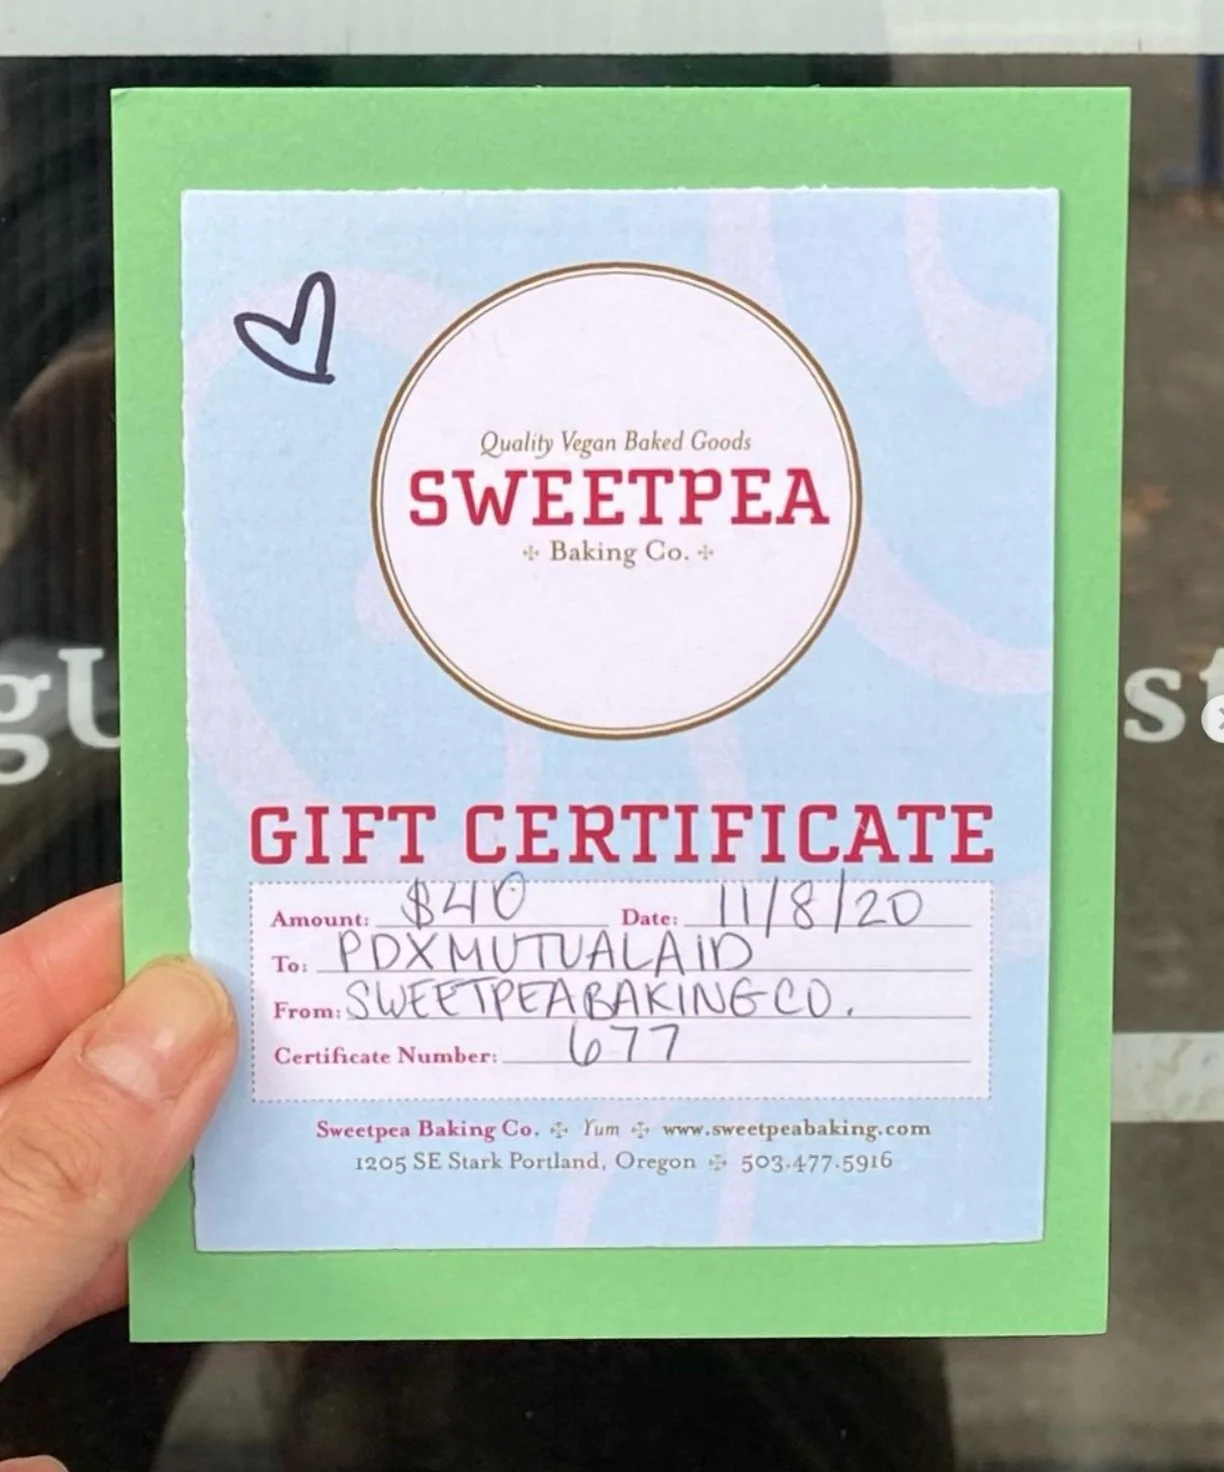 Quality Vegan Baked Goods
SWEETPEA
Baking Co.
GIFT CERTIFICATE
Amount: $40 Date: 11/8/20
To: PDXMUTUALAID
From: SWEETPEABAKINGCO.
Certificate Number: 677
Sweetpea Baking Co. Yum www.sweetpeabaking.com
1205 SE Stark Portland, Oregon 503.477.5916